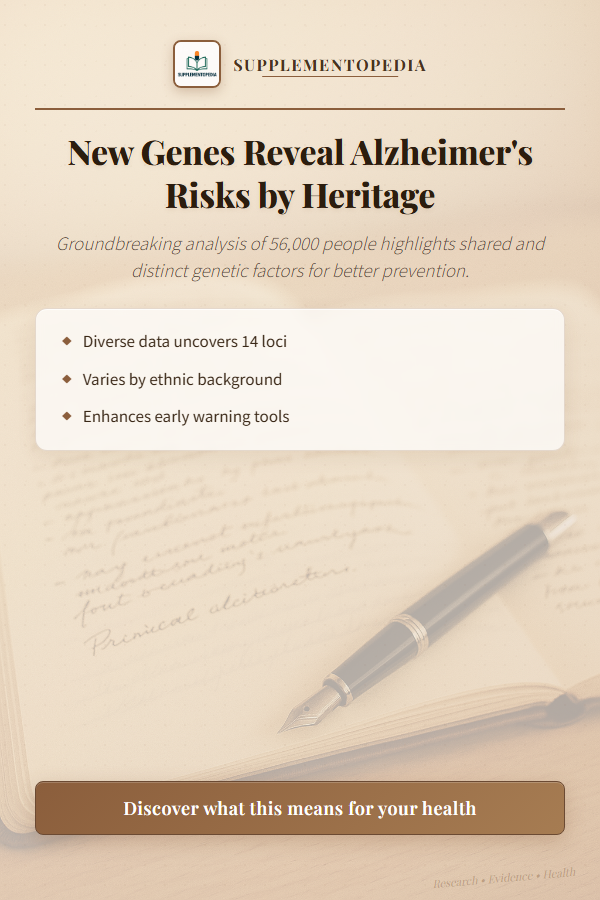 SUPPLEMENTOPEDIA
SUPPLEMENTOPEDIA
New Genes Reveal Alzheimer's
Risks by Heritage
Groundbreaking analysis of 56,000 people highlights shared and
distinct genetic factors for better prevention.
Diverse data uncovers 14 loci
Varies by ethnic background
Enhances early warning tools
Discover what this means for your health
Research • Evidence • Health